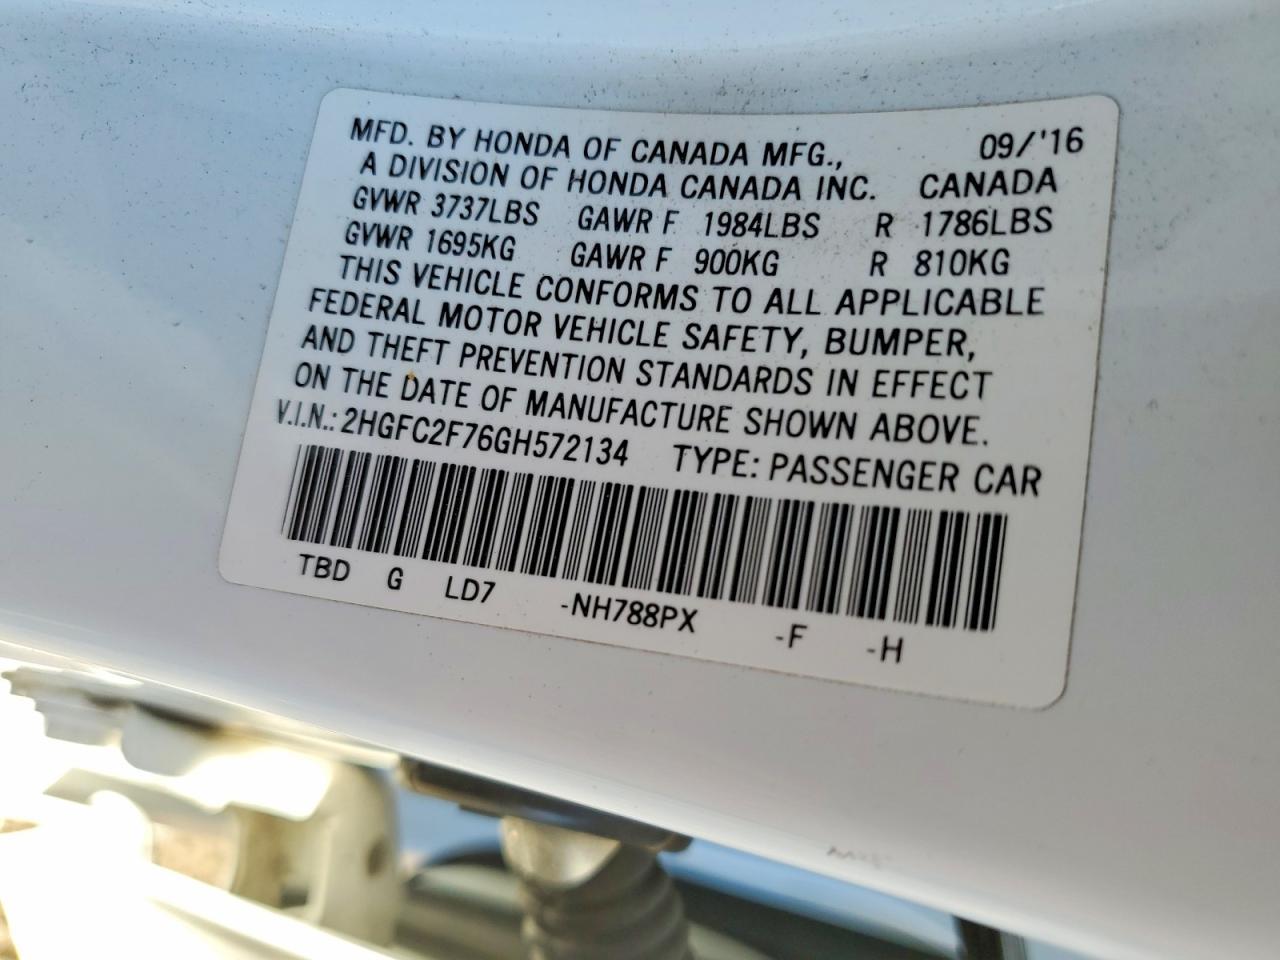 MFD. BY HONDA OF CANADA MFG., 09/'16
A DIVISION OF HONDA CANADA INC. CANADA
GVWR 3737LBS GAWR F 1984LBS R 1786LBS
GVWR 1695KG GAWR F 900KG R 810KG
THIS VEHICLE CONFORMS TO ALL APPLICABLE
FEDERAL MOTOR VEHICLE SAFETY, BUMPER,
AND THEFT PREVENTION STANDARDS IN EFFECT
ON THE DATE OF MANUFACTURE SHOWN ABOVE.
V.I.N.: 2HGFC2F76GH572134 TYPE: PASSENGER CAR
TBD G LD7 -NH788PX -F -H